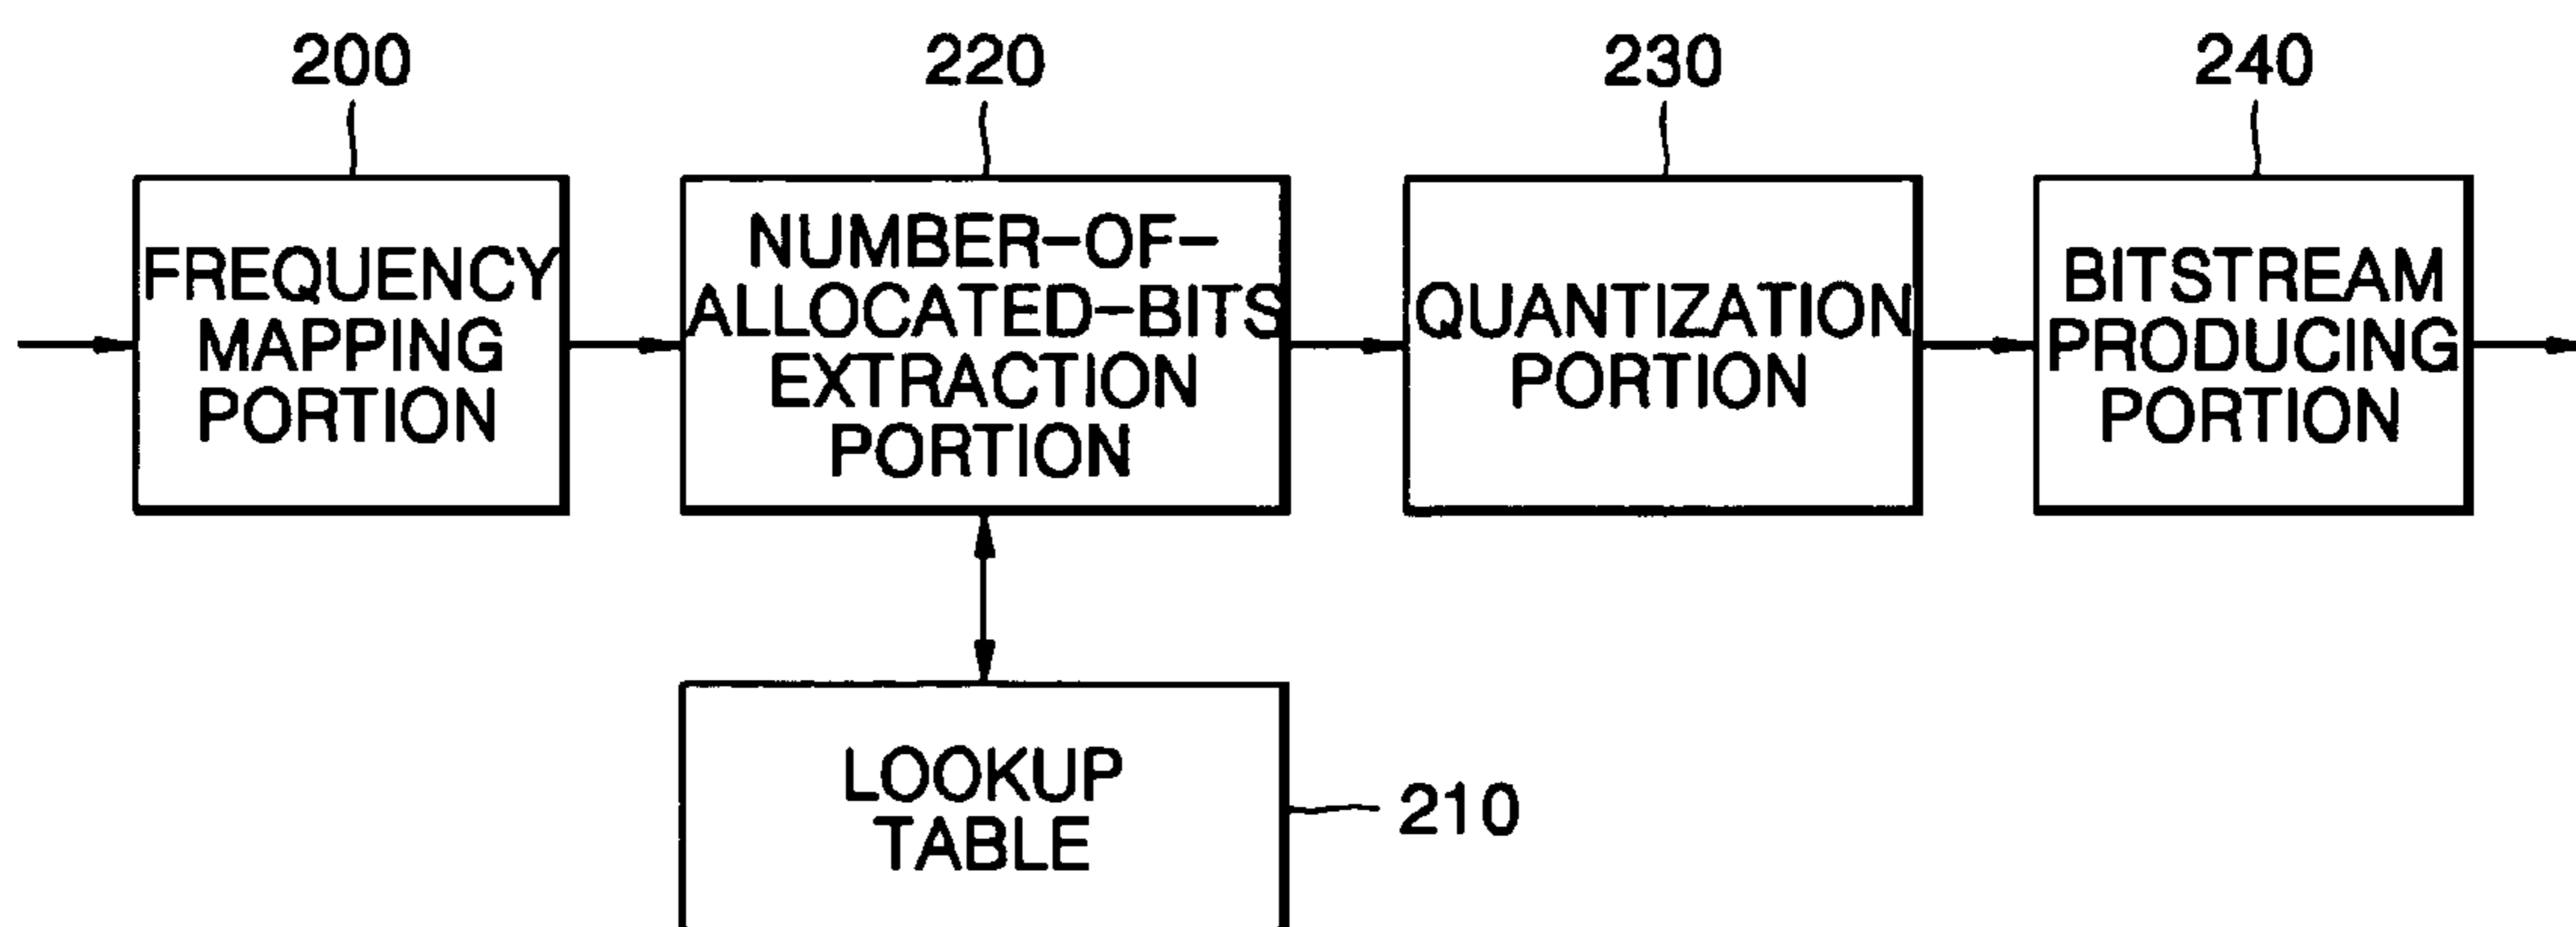 200
220
230
240
FREQUENCY
MAPPING
PORTION
NUMBER-OF-
ALLOCATED-BITS
EXTRACTION
PORTION
QUANTIZATION
PORTION
BITSTREAM
PRODUCING
PORTION
LOOKUP
TABLE
210